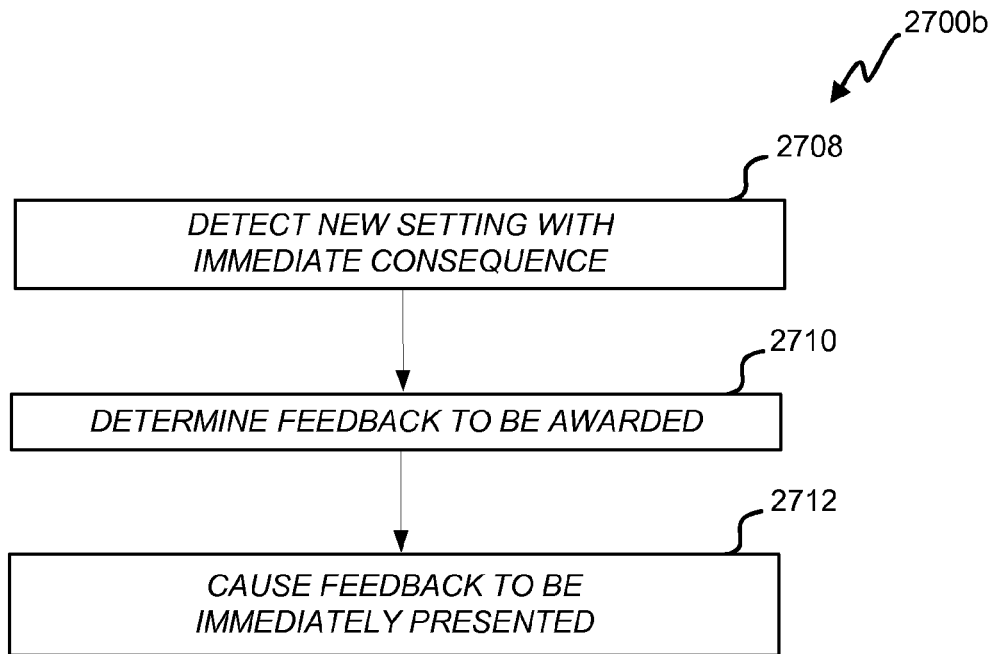 2700b
2708
DETECT NEW SETTING WITH
IMMEDIATE CONSEQUENCE
2710
DETERMINE FEEDBACK TO BE AWARDED
2712
CAUSE FEEDBACK TO BE
IMMEDIATELY PRESENTED